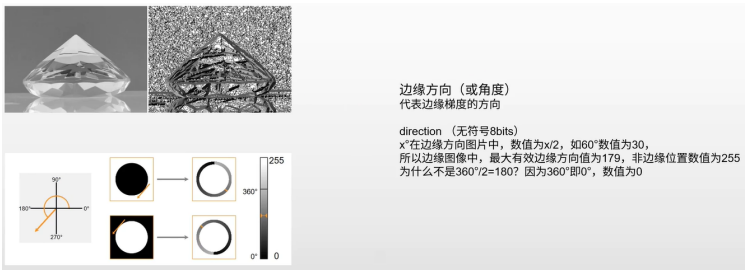 边缘方向（或角度）
代表边缘梯度的方向
direction （无符号8bits）
x°在边缘方向图片中，数值为x/2，如60°数值为30，
所以边缘图像中，最大有效边缘方向值为179，非边缘位置数值为255
为什么不是360°/2=180？因为360°即0°，数值为0
90°
180°
0°
270°
255
360°
0°
0